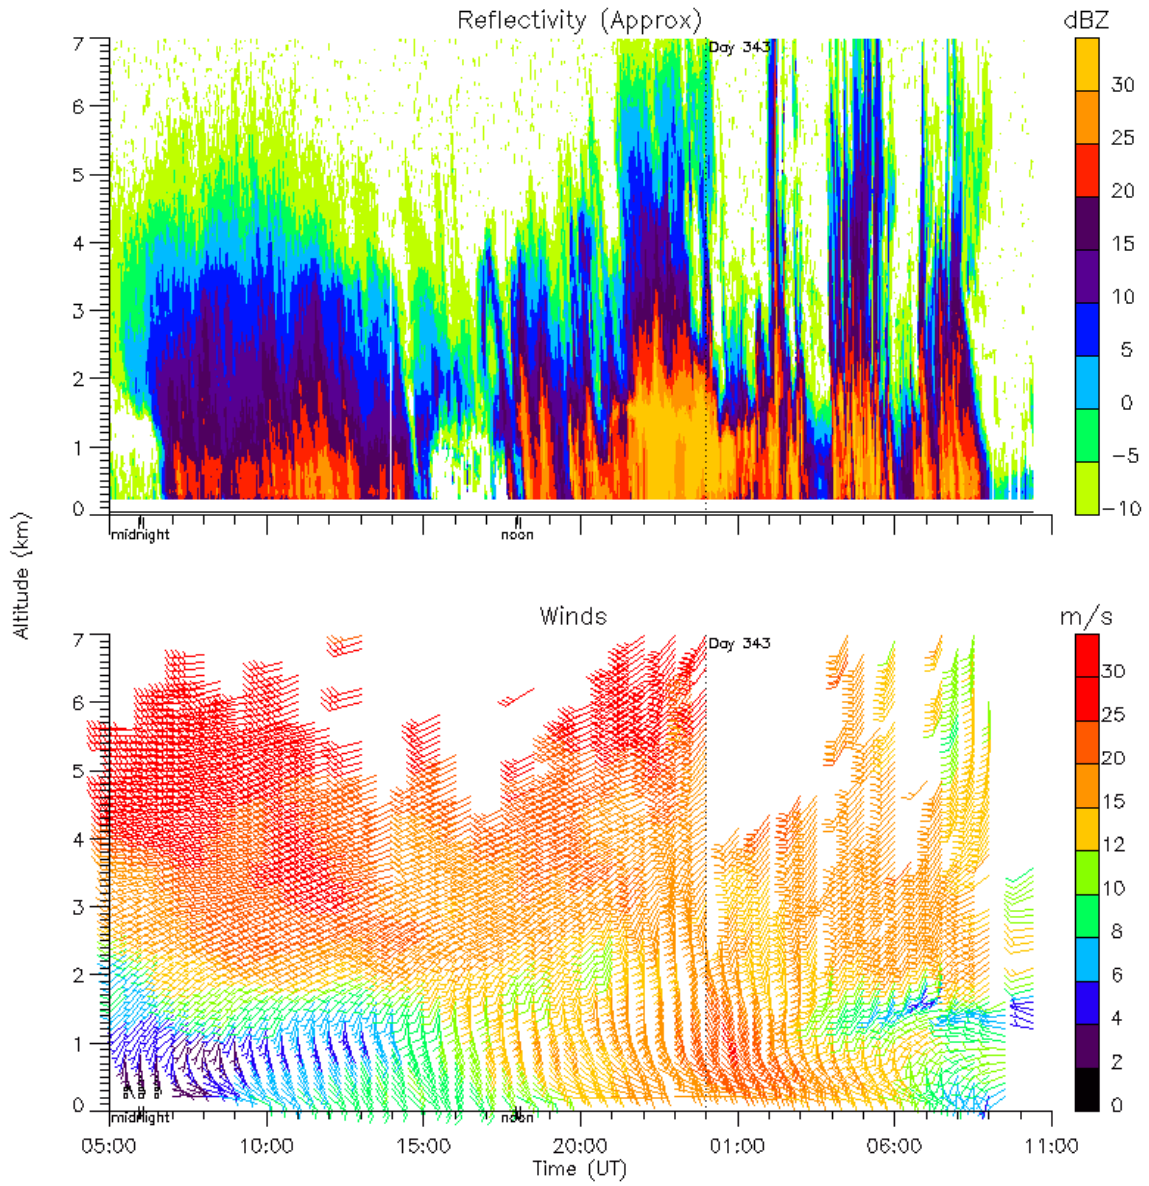 Reflectivity (Approx)
dBZ
7
6
5
4
3
2
1
0
Day 343
midnight
noon
30
25
20
15
10
5
0
-5
-10
Altitude (km)
Winds
m/s
7
6
5
4
3
2
1
0
Day 343
midnight
noon
30
25
20
15
12
10
8
6
4
2
0
05:00 10:00 15:00 20:00 01:00 06:00 11:00
Time (UT)